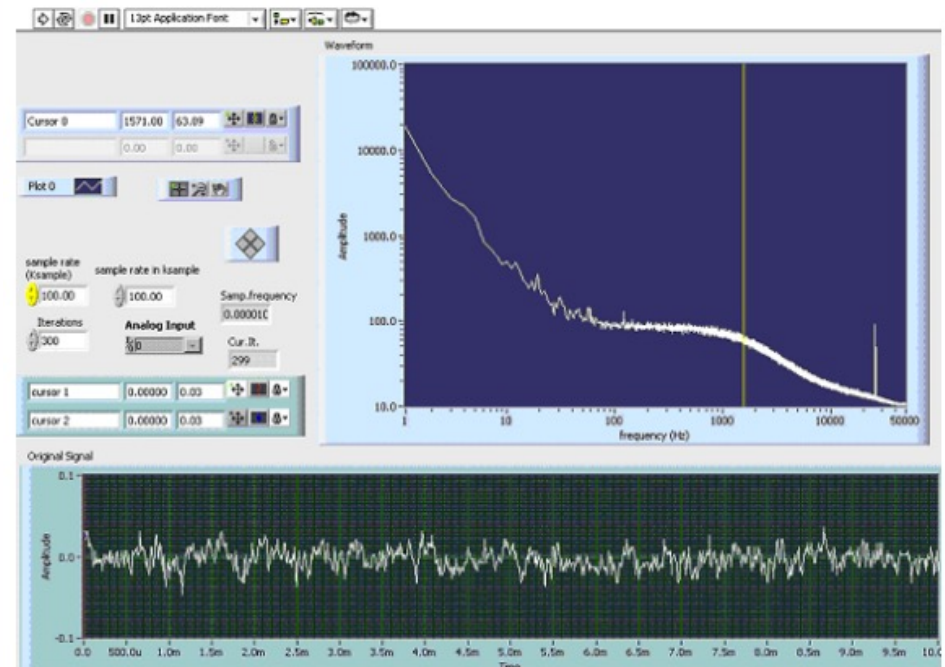 13pt Application Font
Waveform
100000.0
10000.0
1000.0
100.0
10.0
Amplitude
1 10 100 1000 10000 50000
frequency (Hz)
Cursor 0 1571.00 63.09
0.00 0.00
Plot 0
sample rate
(Ksample)
100.00
sample rate in ksample
100.00
Samp.frequency
0.00001
Iterations
300
Analog Input
0
Cur.It.
299
cursor 1 0.00000 0.03
cursor 2 0.00000 0.03
Original Signal
0.1
0.0
-0.1
Amplitude
0.0 500.0u 1.0m 1.5m 2.0m 2.5m 3.0m 3.5m 4.0m 4.5m 5.0m 5.5m 6.0m 6.5m 7.0m 7.5m 8.0m 8.5m 9.0m 9.5m 10.0
Time